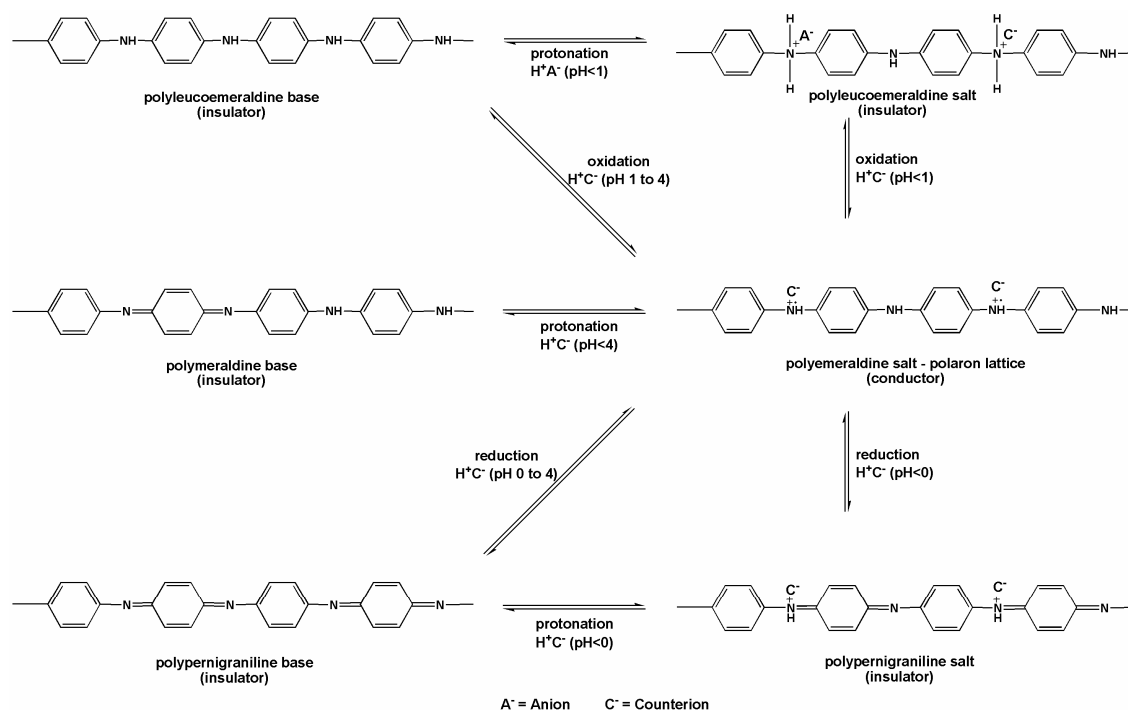 NH NH NH NH
protonation
H⁺A⁻ (pH<1)
polyleucoemeraldine base
(insulator)
H A⁻ H C⁻
N⁺ N N⁺ NH
H H H
polyleucoemeraldine salt
(insulator)
oxidation
H⁺C⁻ (pH 1 to 4)
oxidation
H⁺C⁻ (pH<1)
N N NH NH
protonation
H⁺C⁻ (pH<4)
polymeraldine base
(insulator)
C⁻ C⁻
+• +•
NH NH NH NH
polyemeraldine salt - polaron lattice
(conductor)
reduction
H⁺C⁻ (pH 0 to 4)
reduction
H⁺C⁻ (pH<0)
N N N N
protonation
H⁺C⁻ (pH<0)
polypernigraniline base
(insulator)
C⁻ C⁻
+ +
N N N N
H H
polypernigraniline salt
(insulator)
A⁻ = Anion C⁻ = Counterion